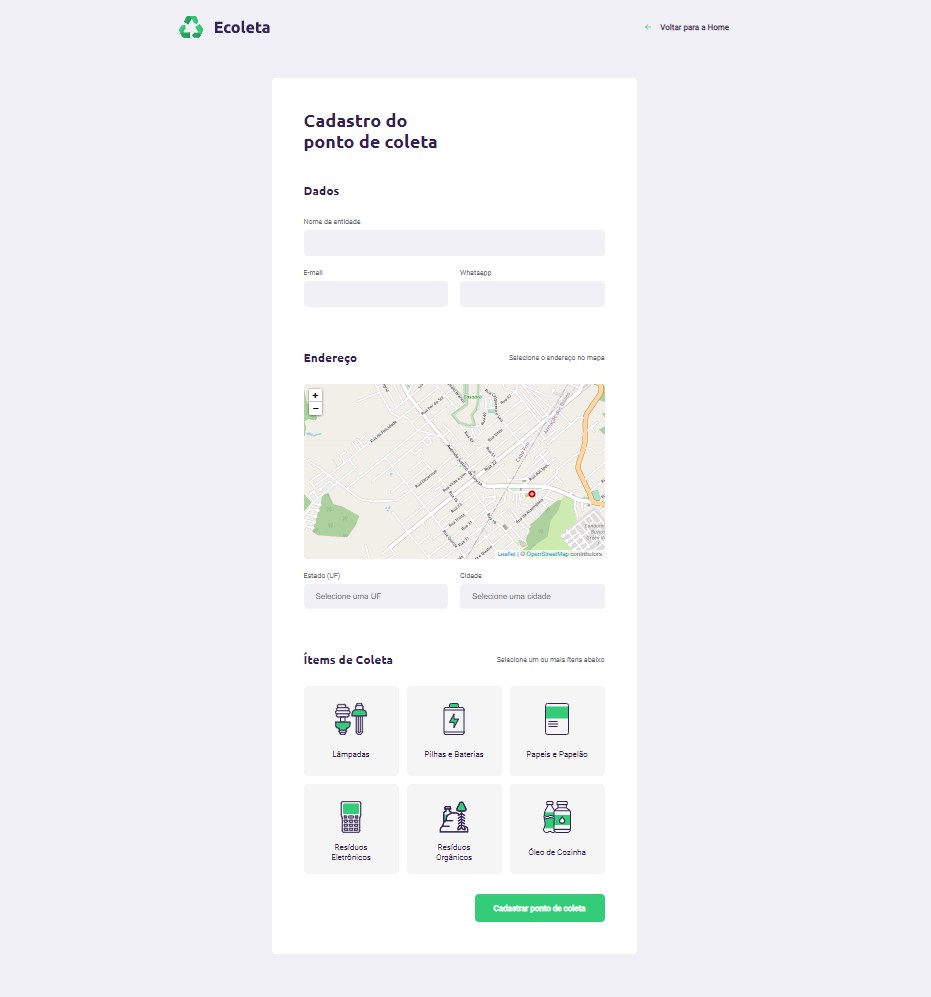 Ecoleta
Voltar para a Home
Cadastro do
ponto de coleta
Dados
Nome da entidade
E-mail
Whatsapp
Endereço
Selecione o endereço no mapa
+
−
Leaflet | © OpenStreetMap contributors
Estado (UF)
Cidade
Selecione uma UF
Selecione uma cidade
Ítems de Coleta
Selecione um ou mais ítens abaixo
Lâmpadas
Pilhas e Baterias
Papeis e Papelão
Resíduos
Eletrônicos
Resíduos
Orgânicos
Óleo de Cozinha
Cadastrar ponto de coleta